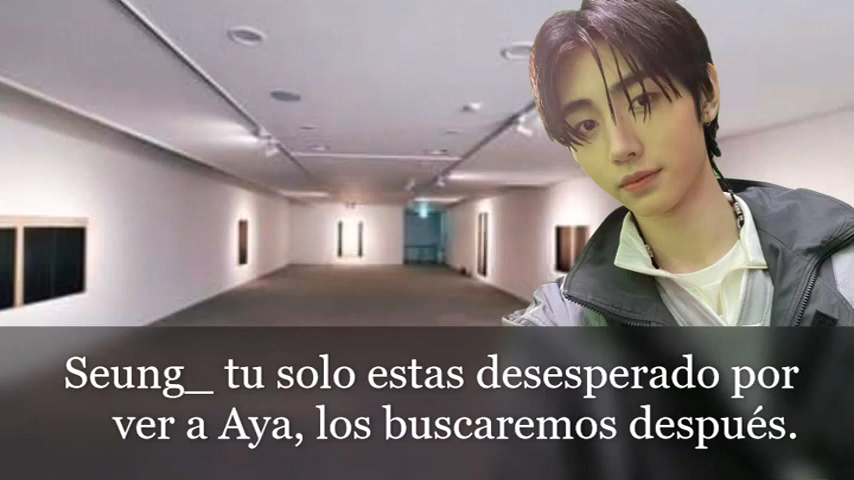 Seung_ tu solo estas desesperado por
ver a Aya, los buscaremos después.